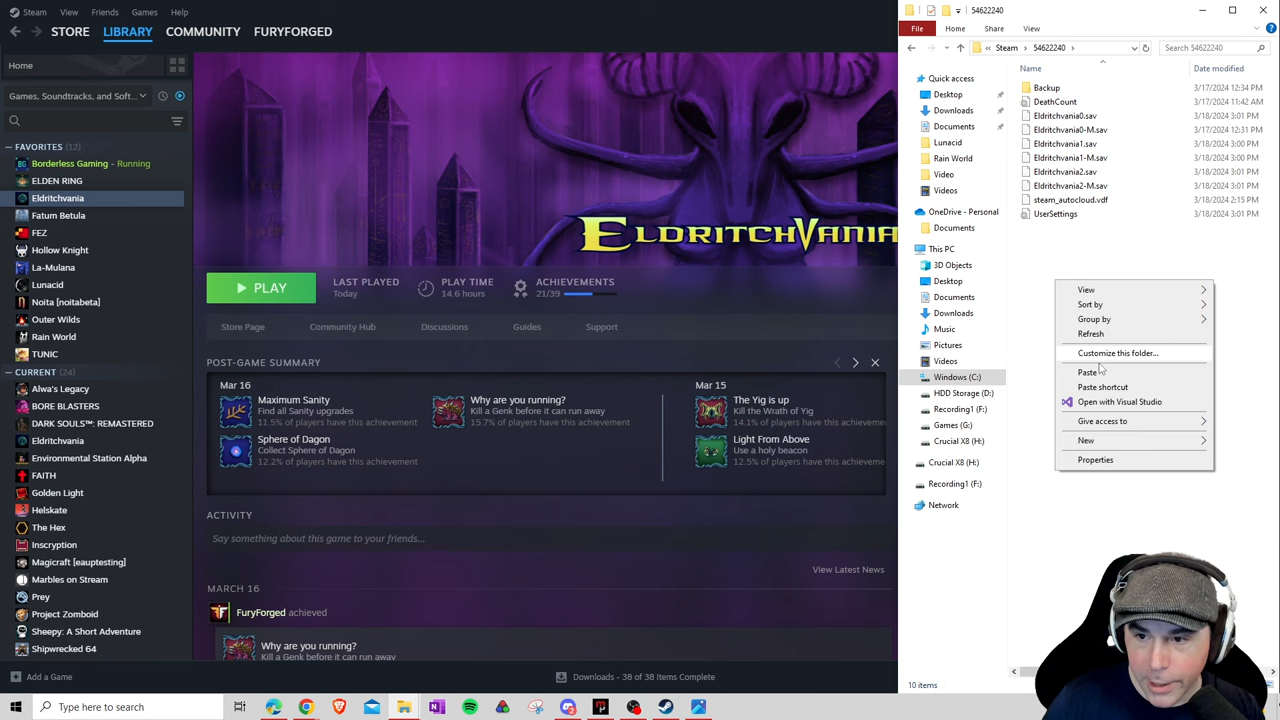 Steam View Friends Games Help
STORE LIBRARY COMMUNITY FURYFORGED
Home
Games, Soundtracks, and Soft...
FAVORITES (12)
Borderless Gaming - Running
ELDEN RING
Eldritchvania
Fatum Betula
FEZ
Hollow Knight
La-Mulana
Lunacid
Noita [noitabeta]
Outer Wilds
Rain World
TUNIC
CURRENT (24)
Alwa's Legacy
BORE BLASTERS
DARK SOULS™: REMASTERED
Eldritchvania
Environmental Station Alpha
FAITH
Golden Light
Helskate
The Hex
Inscryption
Magicraft [eauptesting]
Marbles on Stream
Prey
Project Zomboid
Sheepy: A Short Adventure
Shipwrecked 64
Add a Game
ELDRITCHVANIA
PLAY
LAST PLAYED
Today
PLAY TIME
14.6 hours
ACHIEVEMENTS
21/39
Store Page Community Hub Discussions Guides Support
POST-GAME SUMMARY
Mar 16
Maximum Sanity
Find all Sanity upgrades
11.5% of players have this achievement
Why are you running?
Kill a Genk before it can run away
15.7% of players have this achievement
Sphere of Dagon
Collect Sphere of Dagon
12.2% of players have this achievement
Mar 15
The Yig is up
Kill the Wrath of Yig
14.1% of players have this achieveme
Light From Above
Use a holy beacon
12.5% of players have this achieveme
ACTIVITY
Say something about this game to your friends...
View Latest News
MARCH 16
FuryForged achieved
Why are you running?
Kill a Genk before it can run away
Downloads - 38 of 38 Items Complete
54622240
File Home Share View
« Steam > 54622240 >
Search 54622240
Quick access
Desktop
Downloads
Documents
Lunacid
Rain World
Video
Videos
OneDrive - Personal
Documents
This PC
3D Objects
Desktop
Documents
Downloads
Music
Pictures
Videos
Windows (C:)
HDD Storage (D:)
Recording1 (F:)
Games (G:)
Crucial X8 (H:)
Crucial X8 (H:)
Recording1 (F:)
Network
Name Date modified
Backup 3/17/2024 12:34 PM
DeathCount 3/17/2024 11:42 AM
Eldritchvania0.sav 3/18/2024 3:01 PM
Eldritchvania0-M.sav 3/17/2024 12:31 PM
Eldritchvania1.sav 3/18/2024 3:00 PM
Eldritchvania1-M.sav 3/18/2024 3:00 PM
Eldritchvania2.sav 3/18/2024 3:01 PM
Eldritchvania2-M.sav 3/18/2024 3:01 PM
steam_autocloud.vdf 3/18/2024 2:15 PM
UserSettings 3/18/2024 3:01 PM
View
Sort by
Group by
Refresh
Customize this folder...
Paste
Paste shortcut
Open with Visual Studio
Give access to
New
Properties
10 items
Type here to search